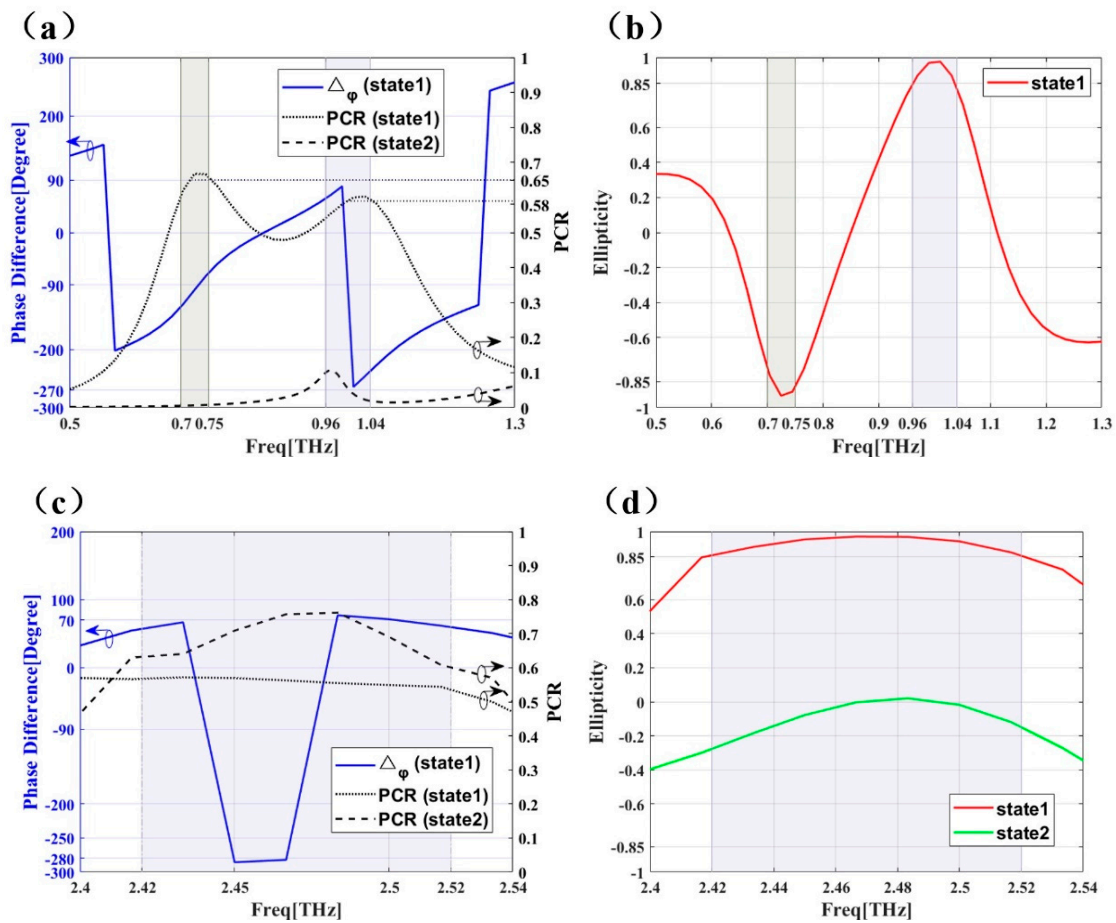 (a)
300
200
90
0
-90
-200
-270
-300
Phase Difference[Degree]
1
0.9
0.8
0.7
0.65
0.58
0.5
0.4
0.3
0.2
0.1
0
PCR
△φ (state1)
PCR (state1)
PCR (state2)
0.5 0.7 0.75 0.96 1.04 1.3
Freq[THz]
(b)
1
0.85
0.4
0.2
0
-0.2
-0.4
-0.6
-0.85
-1
Ellipticity
state1
0.5 0.6 0.7 0.75 0.8 0.9 0.96 1.04 1.1 1.2 1.3
Freq[THz]
(c)
200
100
70
0
-90
-200
-250
-280
-300
Phase Difference[Degree]
1
0.9
0.8
0.7
0.6
0.5
0.4
0.3
0.2
0.1
0
PCR
△φ (state1)
PCR (state1)
PCR (state2)
2.4 2.42 2.45 2.5 2.52 2.54
Freq[THz]
(d)
1
0.85
0.6
0.4
0.2
0
-0.2
-0.4
-0.6
-0.85
-1
Ellipticity
state1
state2
2.4 2.42 2.44 2.46 2.48 2.5 2.52 2.54
Freq[THz]